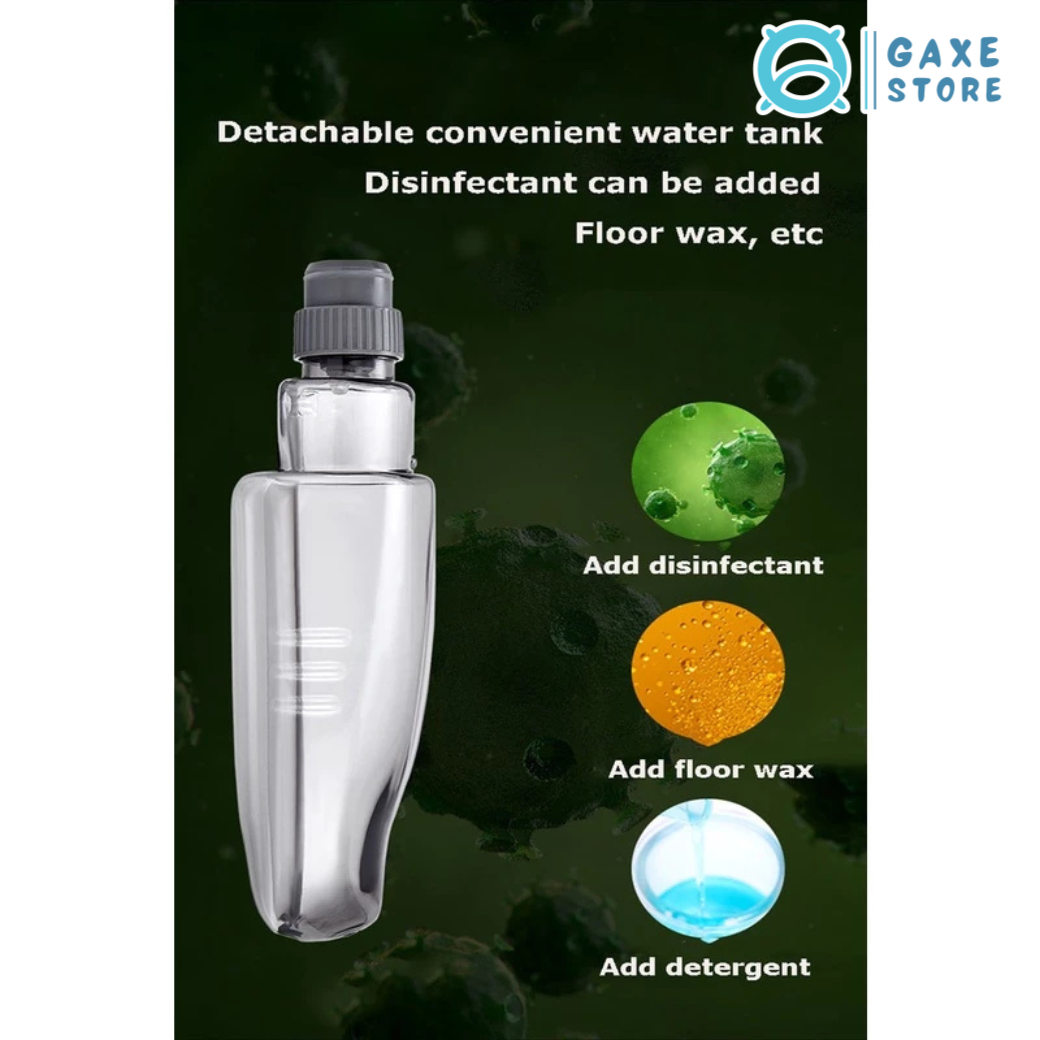 GAXE
STORE
Detachable convenient water tank
Disinfectant can be added
Floor wax, etc
Add disinfectant
Add floor wax
Add detergent